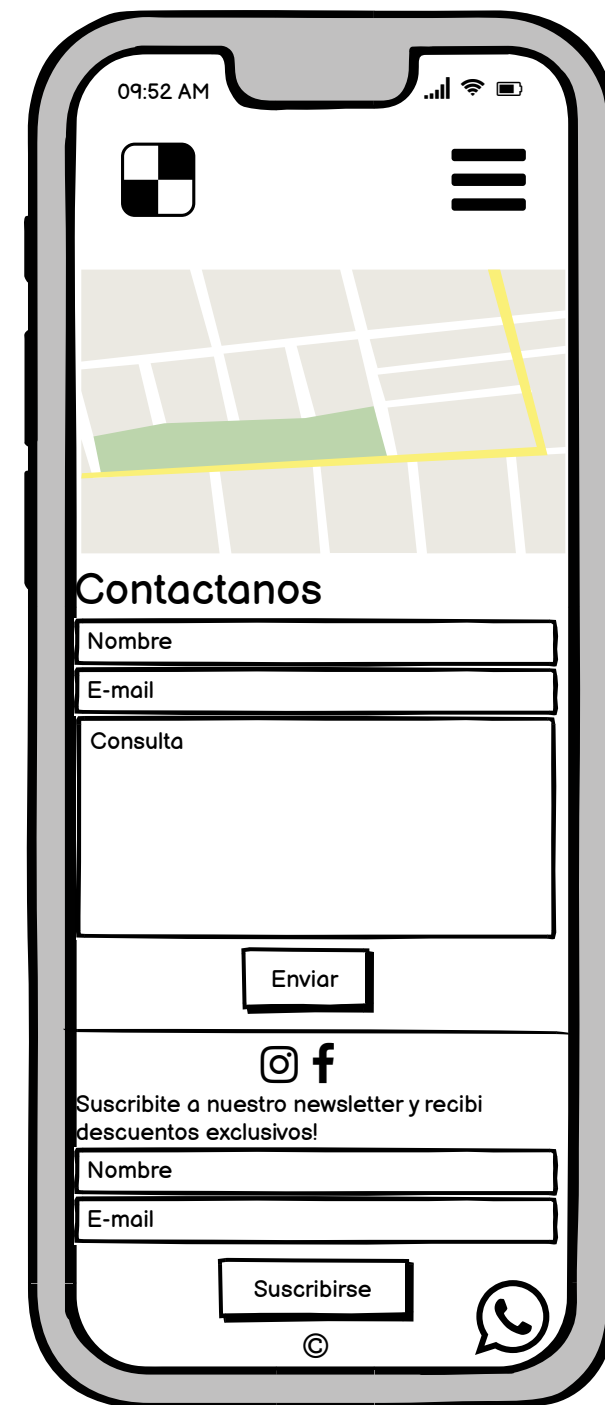 09:52 AM
Contactanos
Nombre
E-mail
Consulta
Enviar
Suscribite a nuestro newsletter y recibi
descuentos exclusivos!
Nombre
E-mail
Suscribirse
©